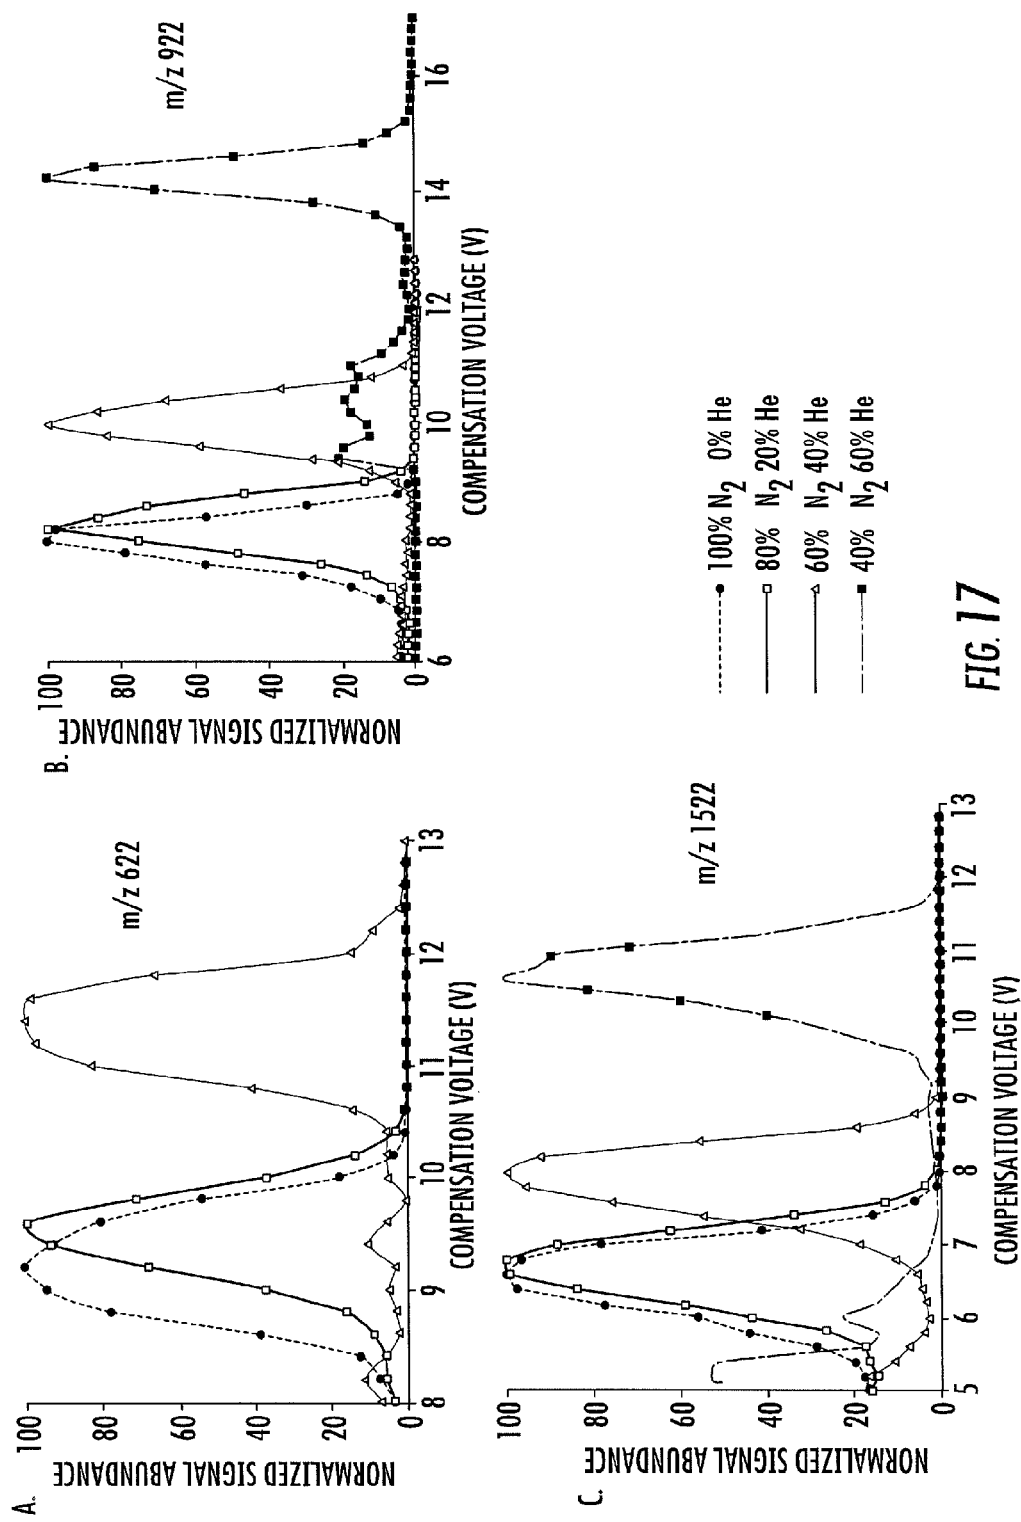 A.
m/z 622
NORMALIZED SIGNAL ABUNDANCE
100
80
60
40
20
0
8
9
10
11
12
13
COMPENSATION VOLTAGE (V)
B.
m/z 922
NORMALIZED SIGNAL ABUNDANCE
100
80
60
40
20
0
6
8
10
12
14
16
COMPENSATION VOLTAGE (V)
C.
m/z 1522
NORMALIZED SIGNAL ABUNDANCE
100
80
60
40
20
0
5
6
7
8
9
10
11
12
13
COMPENSATION VOLTAGE (V)
100% N2 0% He
80% N2 20% He
60% N2 40% He
40% N2 60% He
FIG. 17